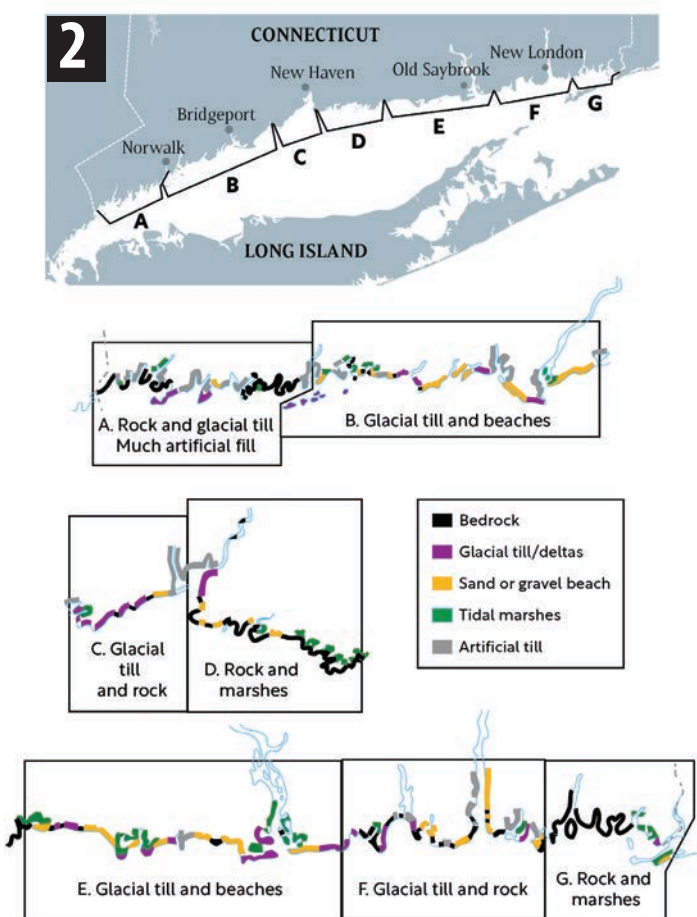 2
CONNECTICUT
New London
Old Saybrook
New Haven
Bridgeport
Norwalk
A
B
C
D
E
F
G
LONG ISLAND
A. Rock and glacial till
Much artificial fill
B. Glacial till and beaches
C. Glacial
till
and rock
D. Rock and
marshes
Bedrock
Glacial till/deltas
Sand or gravel beach
Tidal marshes
Artificial till
E. Glacial till and beaches
F. Glacial till and rock
G. Rock and
marshes